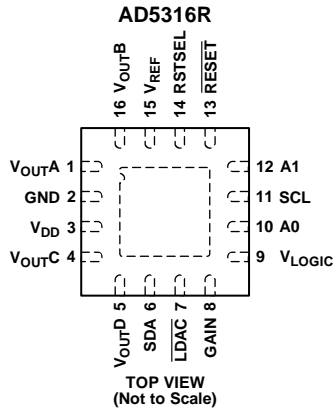 AD5316R
16 VOUTB
15 VREF
14 RSTSEL
13 RESET
VOUTA 1
GND 2
VDD 3
VOUTC 4
12 A1
11 SCL
10 A0
9 VLOGIC
VOUTD 5
SDA 6
LDAC 7
GAIN 8
TOP VIEW
(Not to Scale)